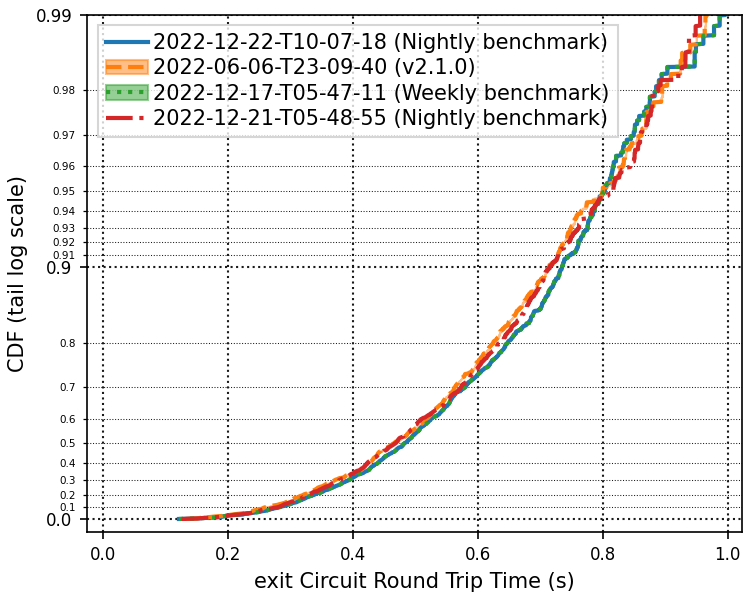 0.99
2022-12-22-T10-07-18 (Nightly benchmark)
2022-06-06-T23-09-40 (v2.1.0)
2022-12-17-T05-47-11 (Weekly benchmark)
2022-12-21-T05-48-55 (Nightly benchmark)
0.98
0.97
0.96
0.95
0.94
0.93
0.92
0.91
0.9
0.8
0.7
0.6
0.5
0.4
0.3
0.2
0.1
0.0
CDF (tail log scale)
0.0 0.2 0.4 0.6 0.8 1.0
exit Circuit Round Trip Time (s)